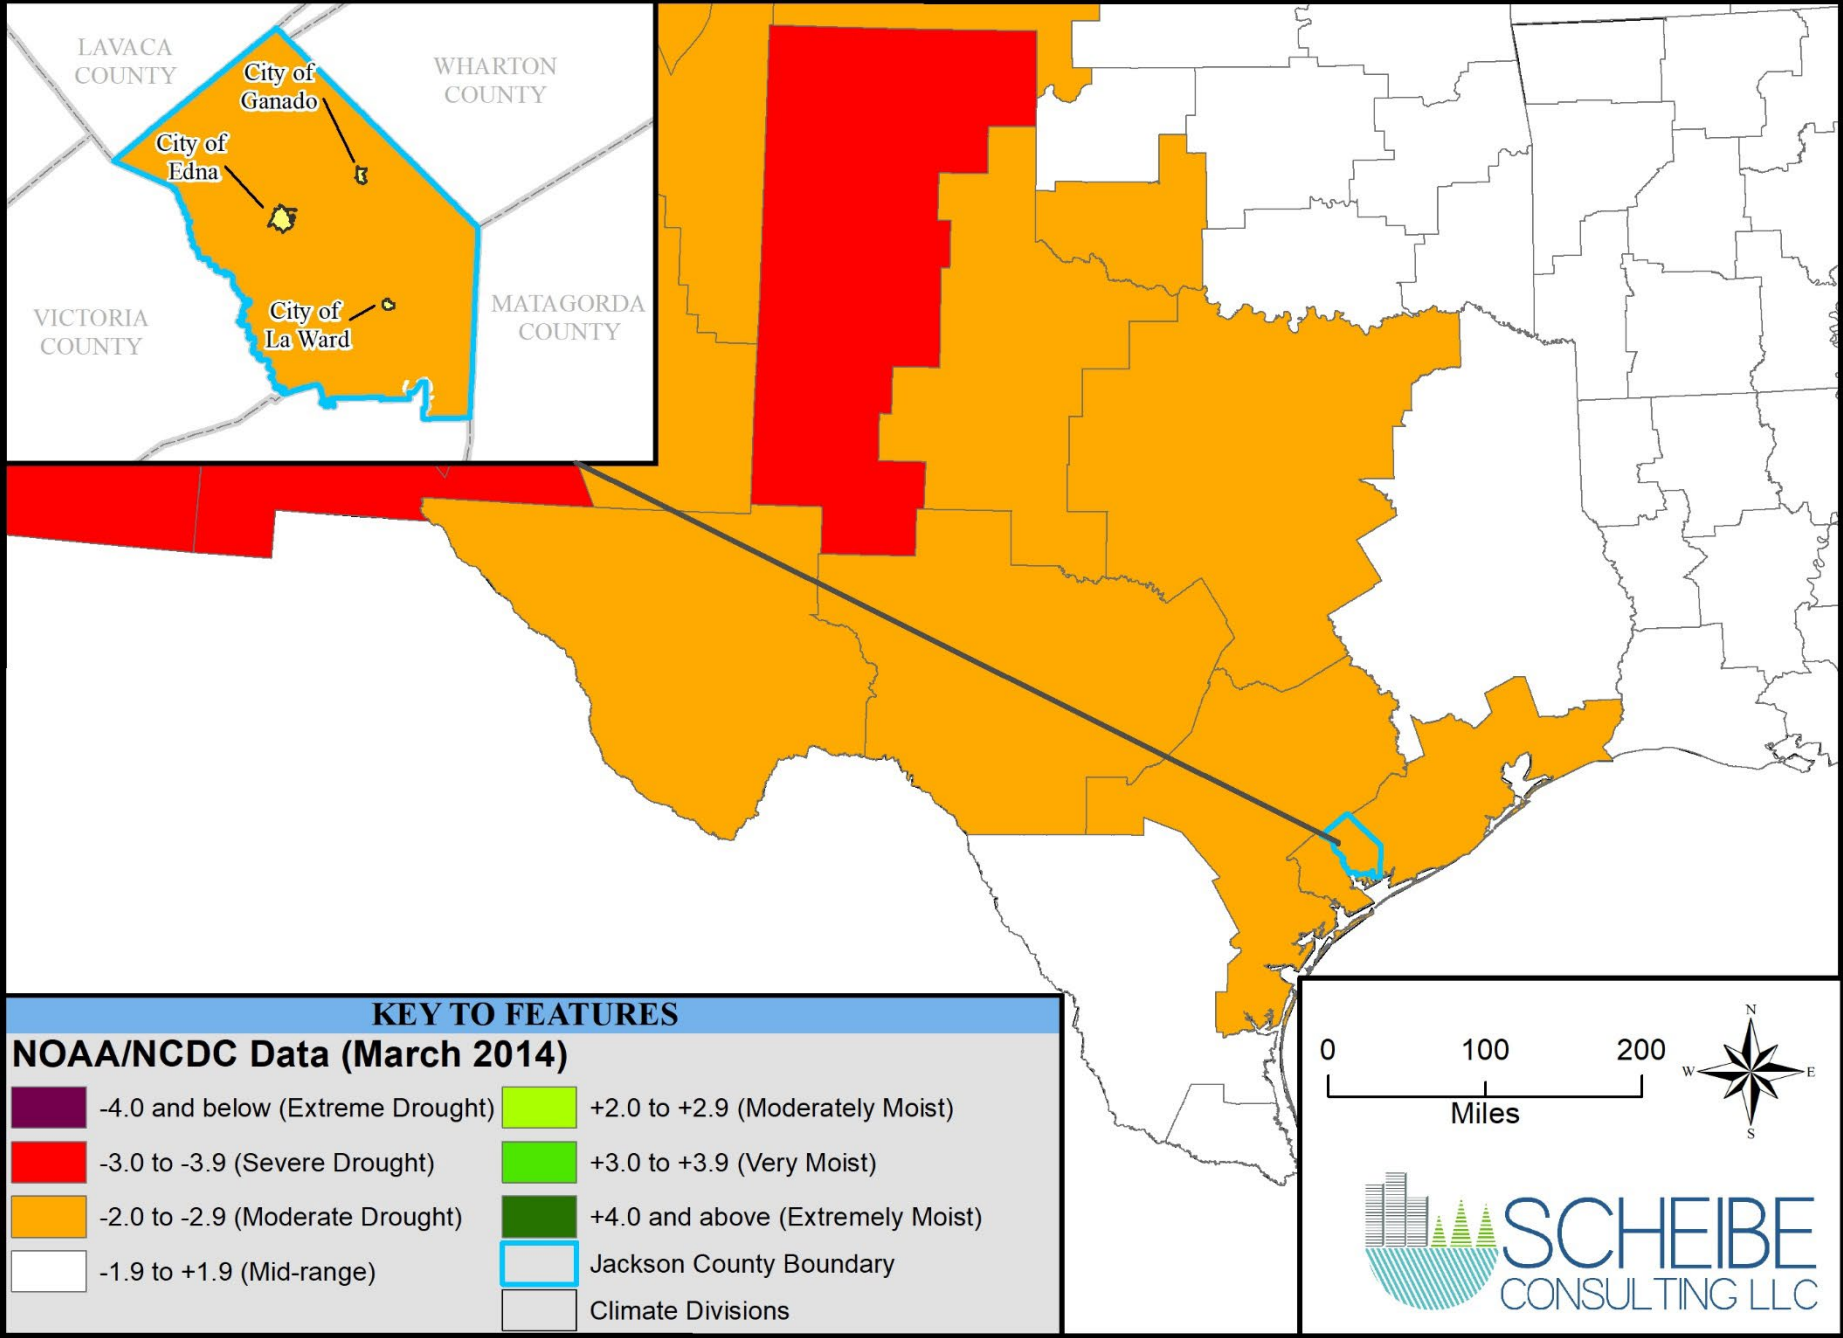 LAVACA
COUNTY
WHARTON
COUNTY
City of
Ganado
City of
Edna
VICTORIA
COUNTY
City of
La Ward
MATAGORDA
COUNTY
KEY TO FEATURES
NOAA/NCDC Data (March 2014)
-4.0 and below (Extreme Drought)
-3.0 to -3.9 (Severe Drought)
-2.0 to -2.9 (Moderate Drought)
-1.9 to +1.9 (Mid-range)
+2.0 to +2.9 (Moderately Moist)
+3.0 to +3.9 (Very Moist)
+4.0 and above (Extremely Moist)
Jackson County Boundary
Climate Divisions
0 100 200
Miles
N
W E
S
SCHEIBE
CONSULTING LLC